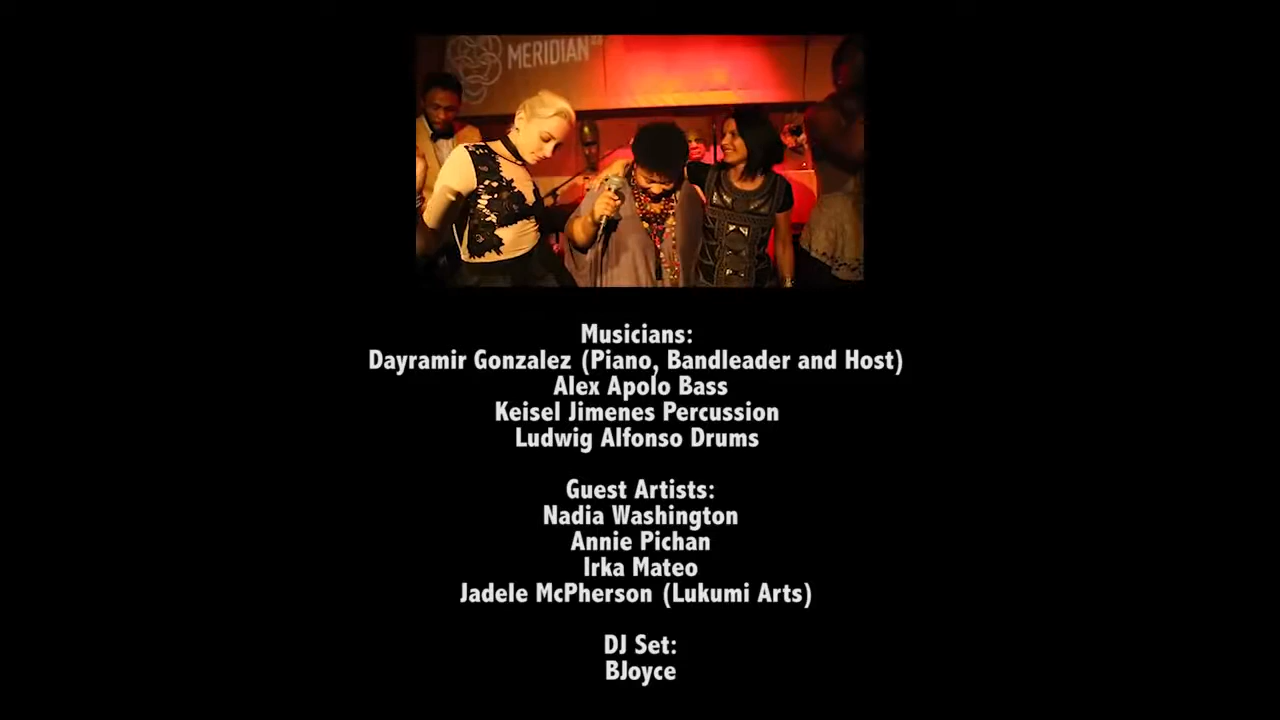 MERIDIAN
Musicians:
Dayramir Gonzalez (Piano, Bandleader and Host)
Alex Apolo Bass
Keisel Jimenes Percussion
Ludwig Alfonso Drums
Guest Artists:
Nadia Washington
Annie Pichan
Irka Mateo
Jadele McPherson (Lukumi Arts)
DJ Set:
BJoyce